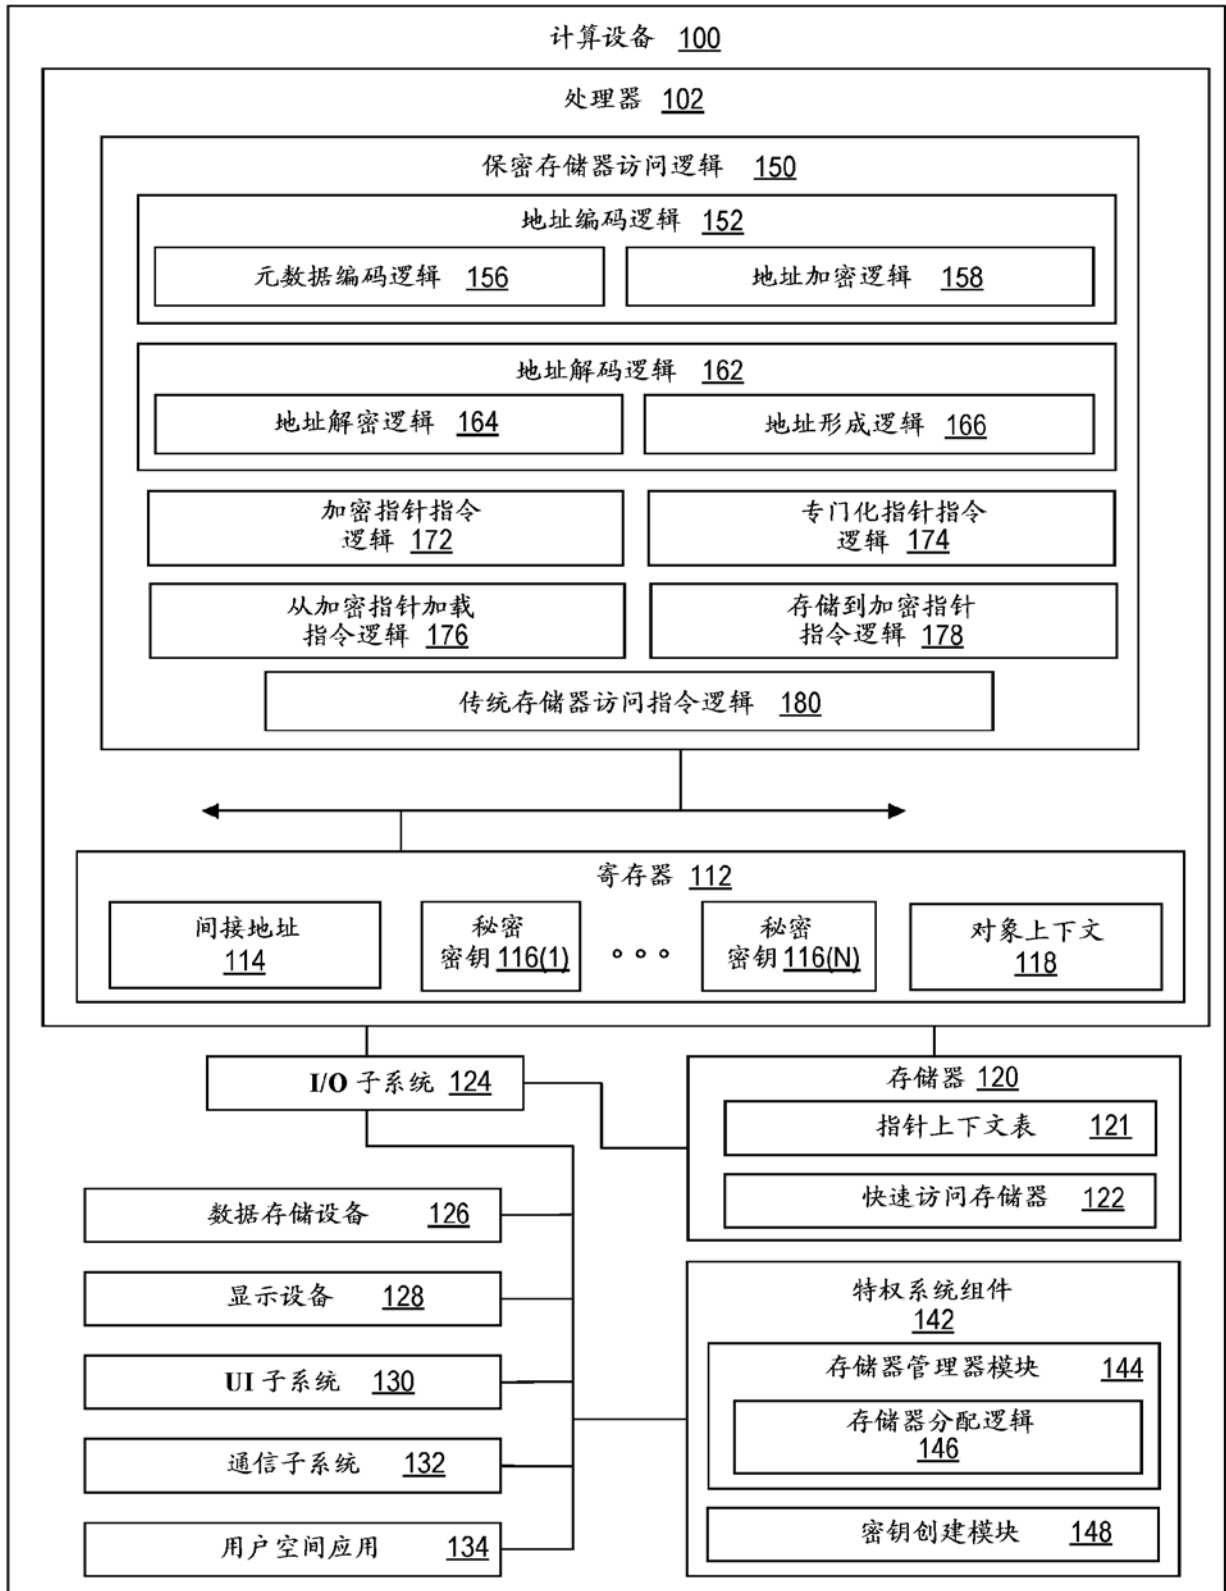 计算设备 100
处理器 102
保密存储器访问逻辑 150
地址编码逻辑 152
元数据编码逻辑 156
地址加密逻辑 158
地址解码逻辑 162
地址解密逻辑 164
地址形成逻辑 166
加密指针指令
逻辑 172
专门化指针指令
逻辑 174
从加密指针加载
指令逻辑 176
存储到加密指针
指令逻辑 178
传统存储器访问指令逻辑 180
寄存器 112
间接地址
114
秘密
密钥 116(1)
秘密
密钥 116(N)
对象上下文
118
I/O 子系统 124
存储器 120
指针上下文表 121
快速访问存储器 122
数据存储设备 126
显示设备 128
UI 子系统 130
通信子系统 132
用户空间应用 134
特权系统组件
142
存储器管理器模块 144
存储器分配逻辑
146
密钥创建模块 148